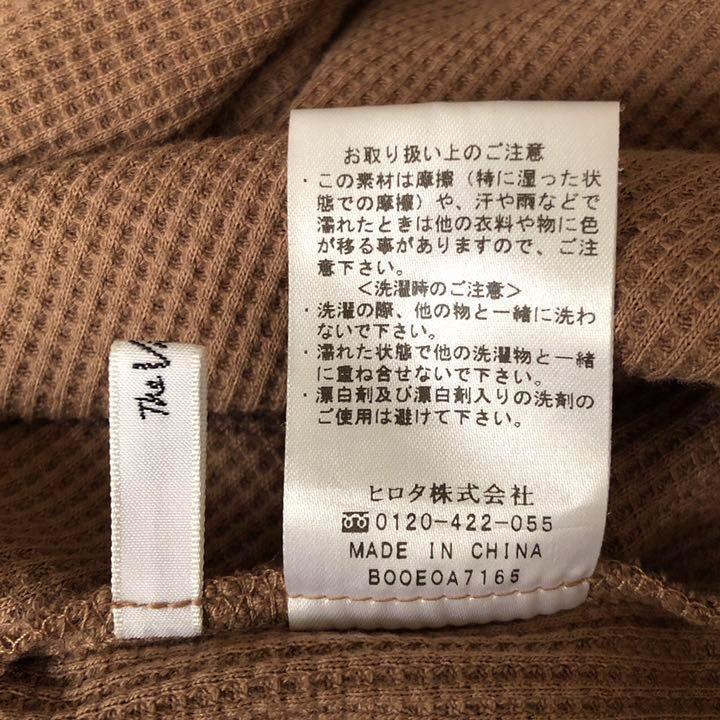 お取り扱い上のご注意
・この素材は摩擦（特に湿った状
態での摩擦）や、汗や雨などで
濡れたときは他の衣料や物に色
が移る事がありますので、ご注
意下さい。
＜洗濯時のご注意＞
・洗濯の際、他の物と一緒に洗わ
ないで下さい。
・濡れた状態で他の洗濯物と一緒
に重ね合せないで下さい。
・漂白剤及び漂白剤入りの洗剤の
ご使用は避けて下さい。
ヒロタ株式会社
0120-422-055
MADE IN CHINA
B00E0A7165
The